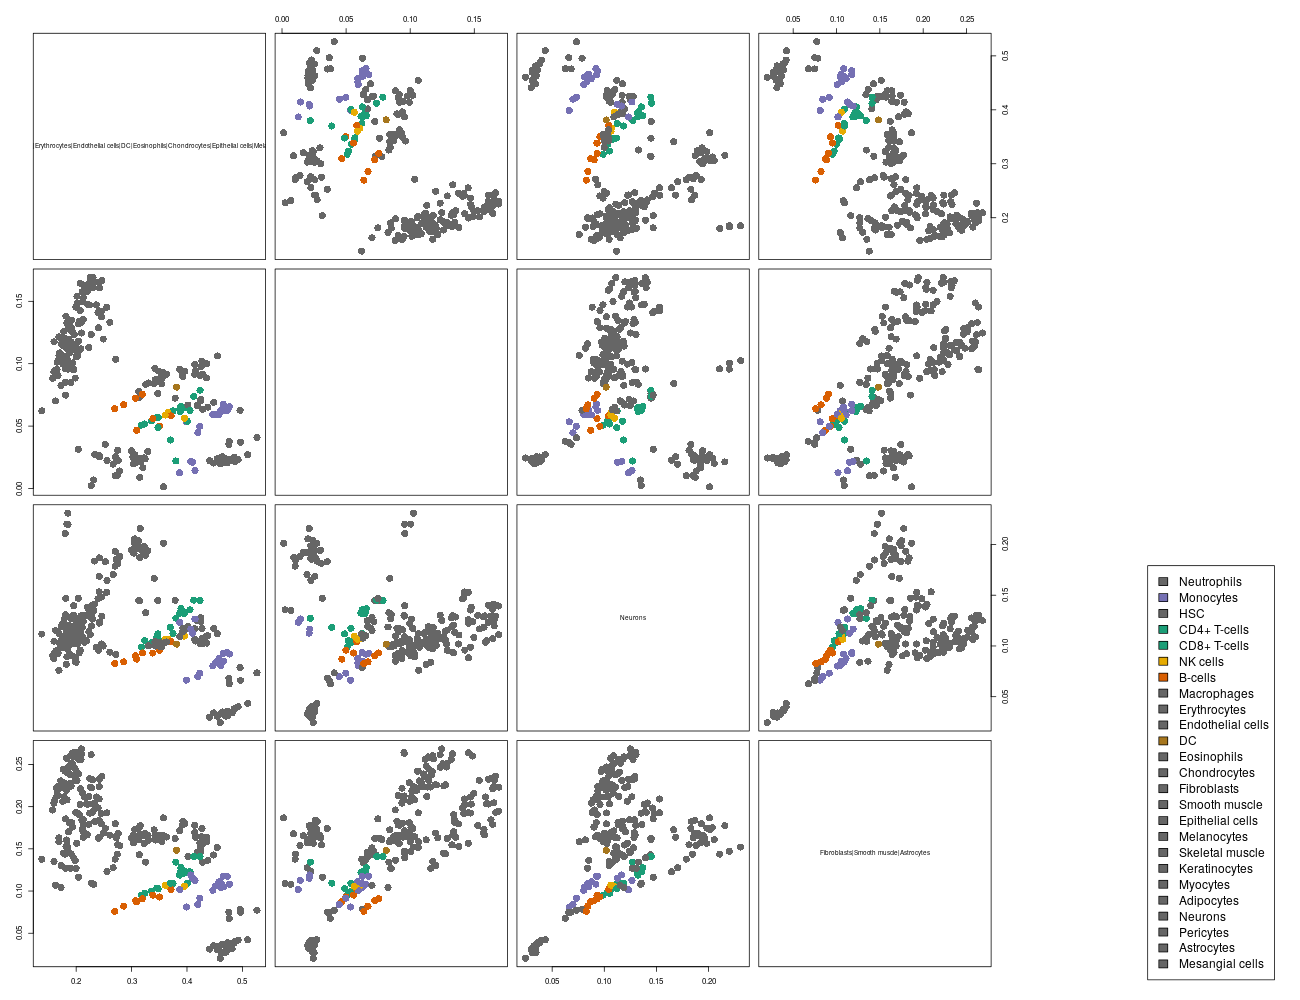 0.00 0.05 0.10 0.15
0.05 0.10 0.15 0.20 0.25
Erythrocytes|Endothelial cells|DC|Eosinophils|Chondrocytes|Epithelial cells|Mela
0.2 0.3 0.4 0.5
0.00 0.05 0.10 0.15
Neurons
0.05 0.10 0.15 0.20
Fibroblasts|Smooth muscle|Astrocytes
0.05 0.10 0.15 0.20 0.25
0.2 0.3 0.4 0.5
0.05 0.10 0.15 0.20
Neutrophils
Monocytes
HSC
CD4+ T-cells
CD8+ T-cells
NK cells
B-cells
Macrophages
Erythrocytes
Endothelial cells
DC
Eosinophils
Chondrocytes
Fibroblasts
Smooth muscle
Epithelial cells
Melanocytes
Skeletal muscle
Keratinocytes
Myocytes
Adipocytes
Neurons
Pericytes
Astrocytes
Mesangial cells